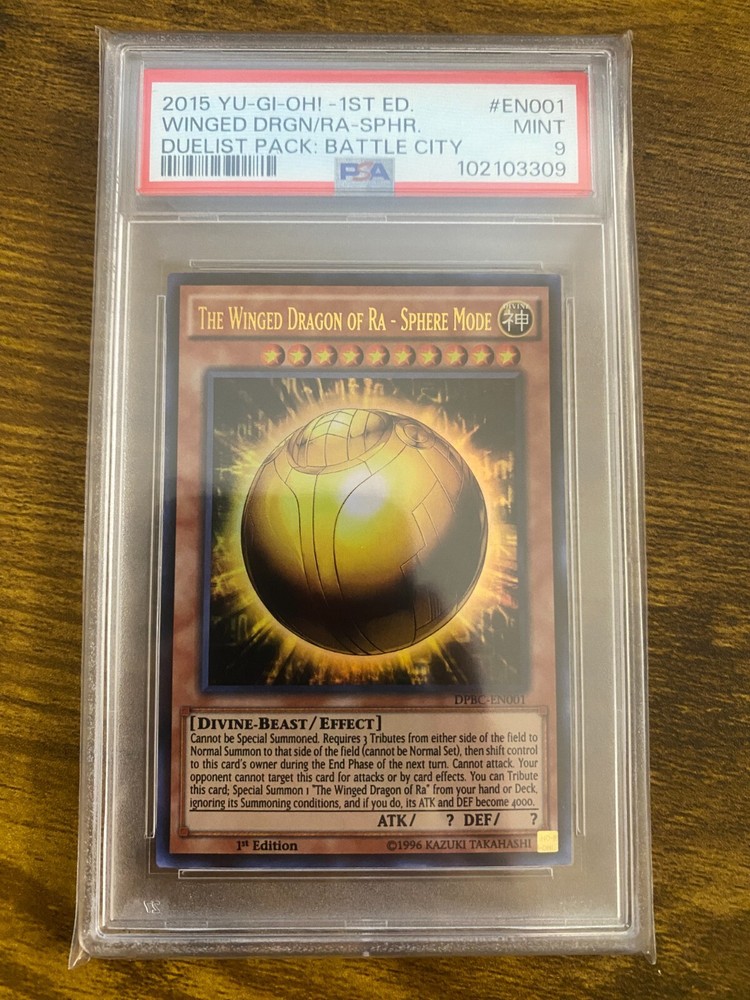 2015 YU-GI-OH! -1ST ED. #EN001
WINGED DRGN/RA-SPHR. MINT
DUELIST PACK: BATTLE CITY 9
PSA 102103309
THE WINGED DRAGON OF RA - SPHERE MODE
DIVINE
神
DPBC-EN001
[DIVINE-BEAST/EFFECT]
Cannot be Special Summoned. Requires 3 Tributes from either side of the field to
Normal Summon to that side of the field (cannot be Normal Set), then shift control
to this card's owner during the End Phase of the next turn. Cannot attack. Your
opponent cannot target this card for attacks or by card effects. You can Tribute
this card; Special Summon 1 "The Winged Dragon of Ra" from your hand or Deck,
ignoring its Summoning conditions, and if you do, its ATK and DEF become 4000.
ATK/ ? DEF/ ?
1st Edition ©1996 KAZUKI TAKAHASHI